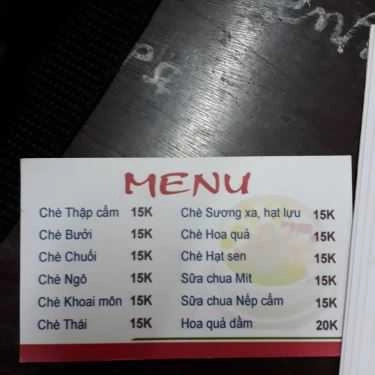 MENU
Chè Thập cẩm 15K
Chè Bưởi 15K
Chè Chuối 15K
Chè Ngô 15K
Chè Khoai môn 15K
Chè Thái 15K
Chè Sương xa, hạt lựu 15K
Chè Hoa quả 15K
Chè Hạt sen 15K
Sữa chua Mít 15K
Sữa chua Nếp cẩm 15K
Hoa quả dầm 20K